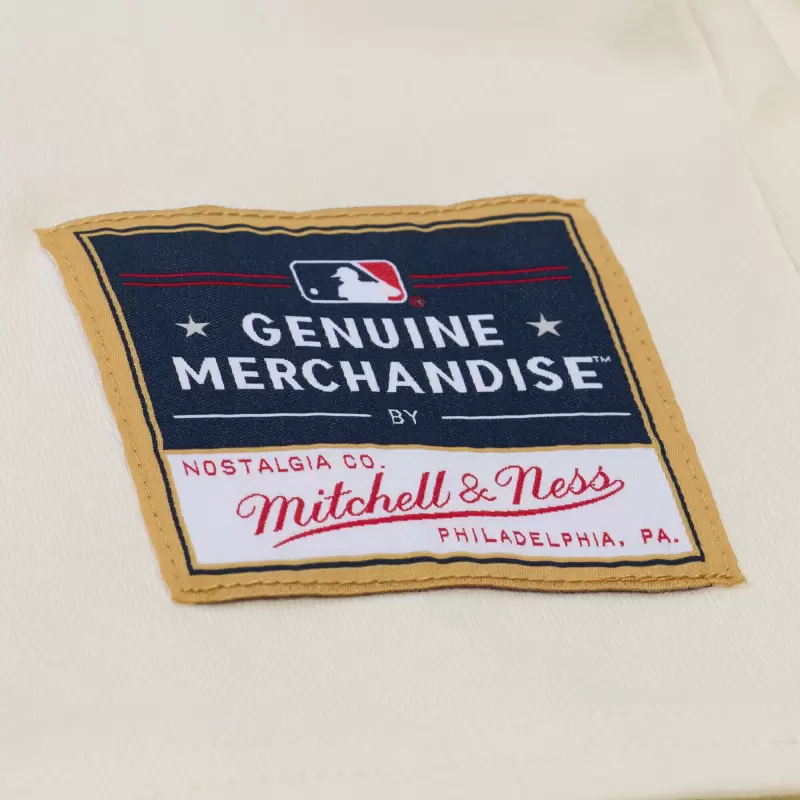 GENUINE
MERCHANDISE™
BY
NOSTALGIA CO.
Mitchell & Ness
PHILADELPHIA, PA.